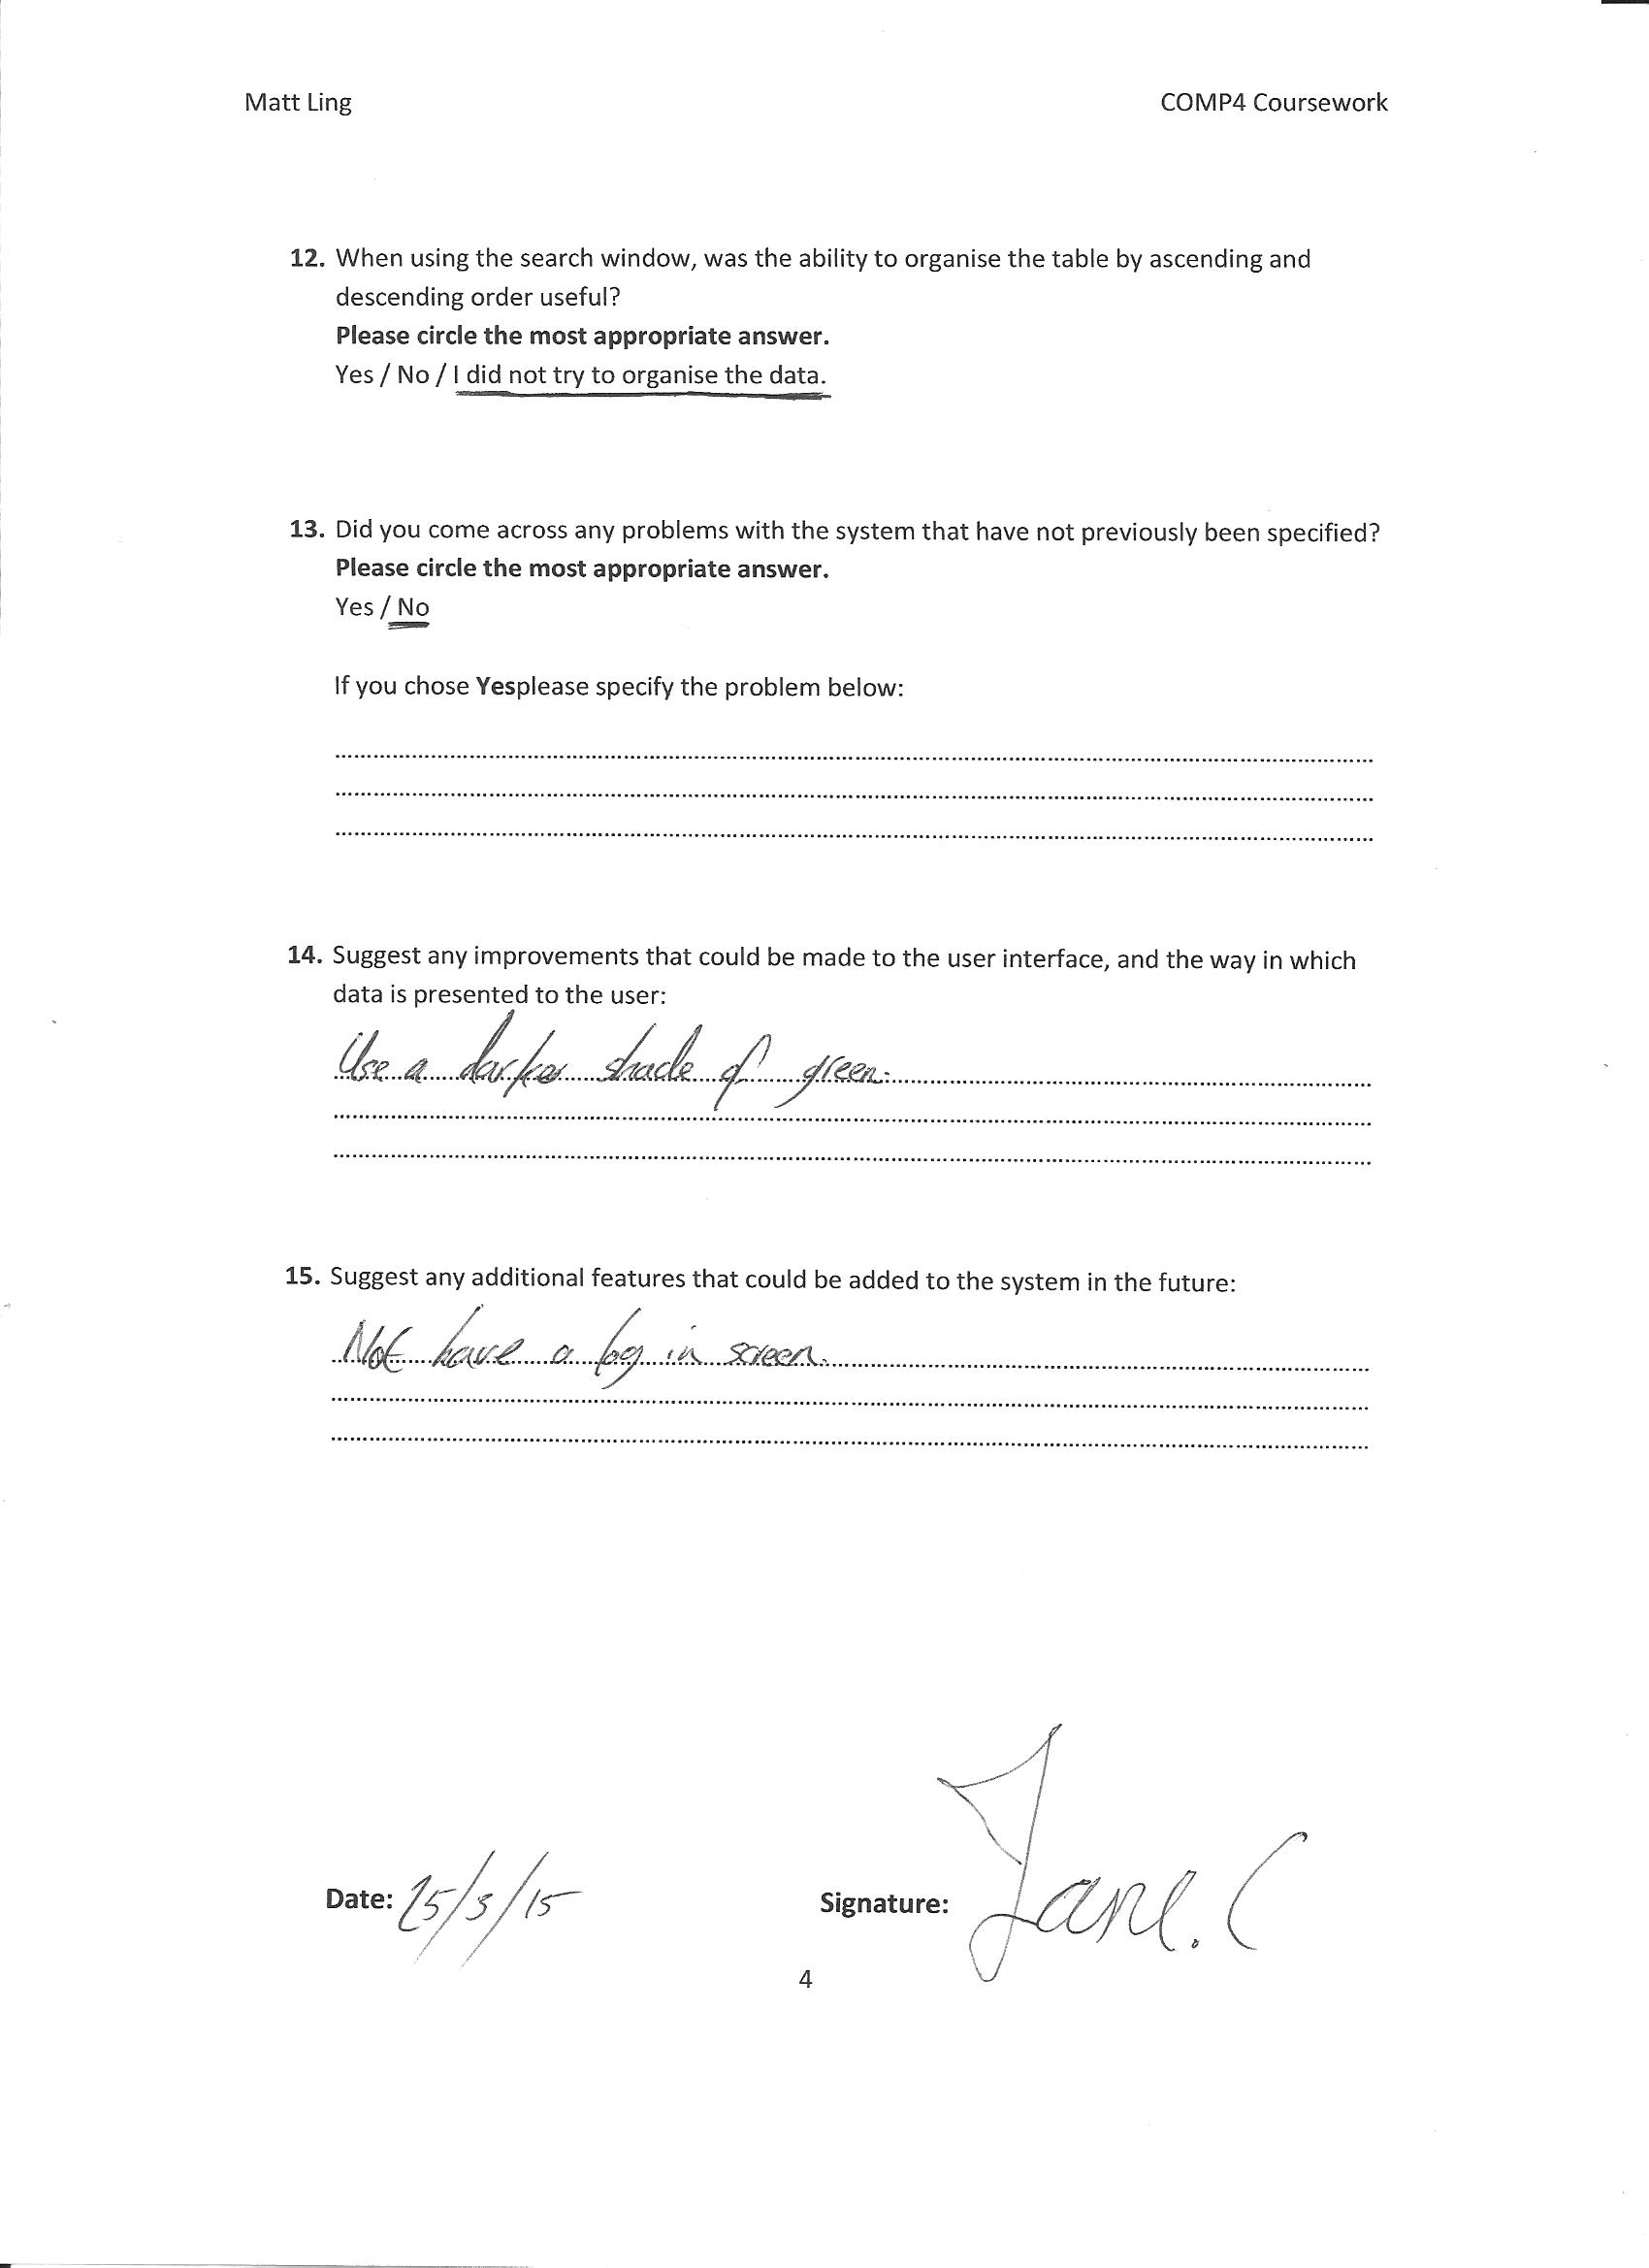 Matt Ling COMP4 Coursework
12. When using the search window, was the ability to organise the table by ascending and
descending order useful?
Please circle the most appropriate answer.
Yes / No / I did not try to organise the data.
13. Did you come across any problems with the system that have not previously been specified?
Please circle the most appropriate answer.
Yes / No
If you chose Yesplease specify the problem below:
14. Suggest any improvements that could be made to the user interface, and the way in which
data is presented to the user:
Use a darker shade of green.
15. Suggest any additional features that could be added to the system in the future:
Not have a log in screen.
Date: 25/3/15 Signature: Jane. C
4